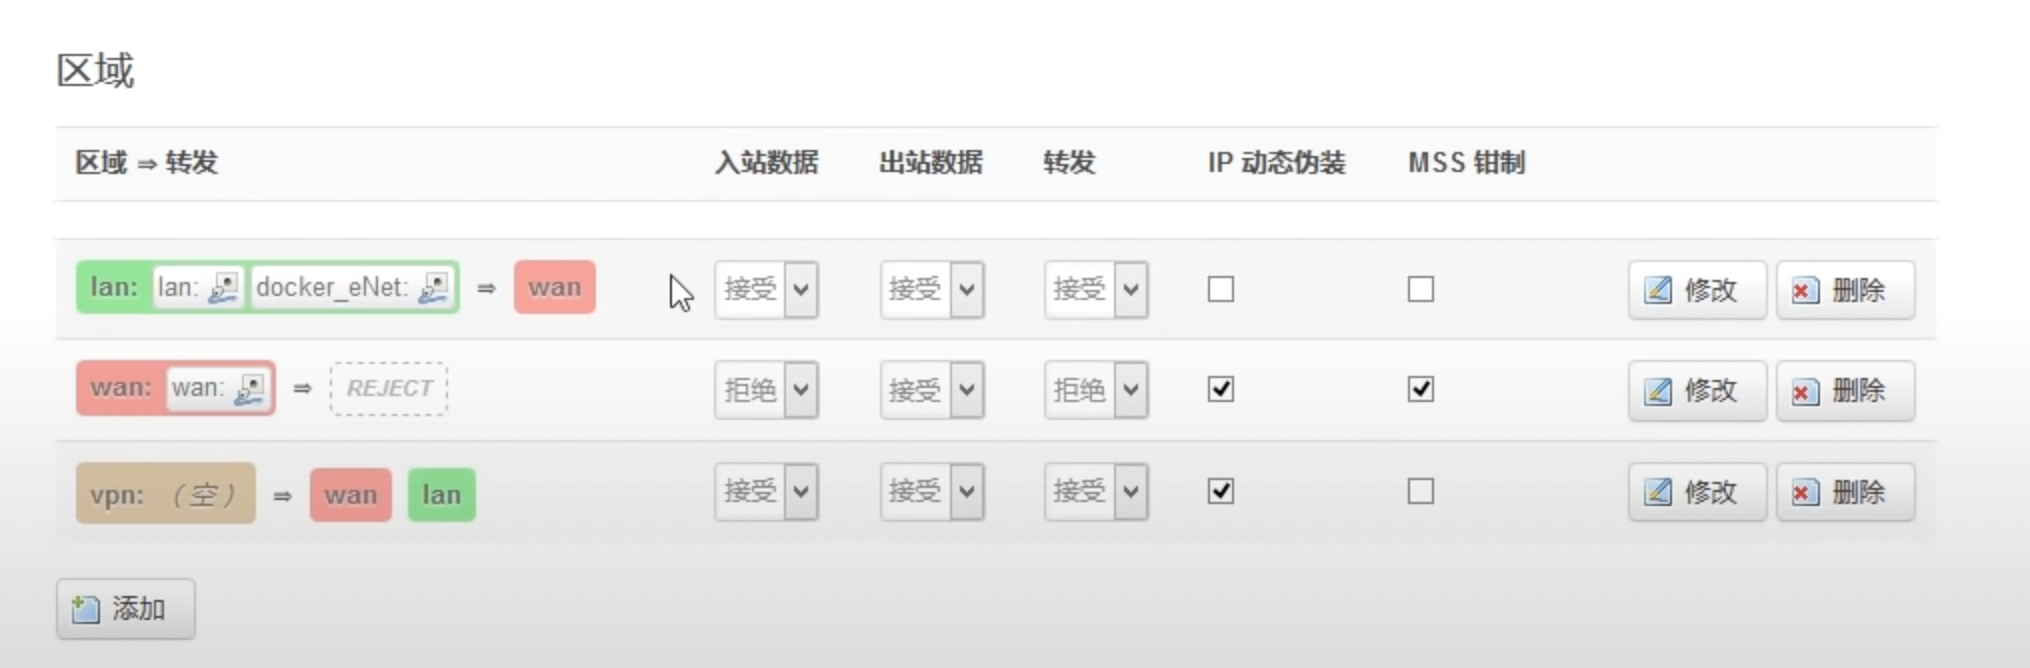 区域
区域 ⇒ 转发 入站数据 出站数据 转发 IP 动态伪装 MSS 钳制
lan: lan: docker_eNet: ⇒ wan 接受 接受 接受 修改 删除
wan: wan: ⇒ REJECT 拒绝 接受 拒绝 修改 删除
vpn: （空） ⇒ wan lan 接受 接受 接受 修改 删除
添加